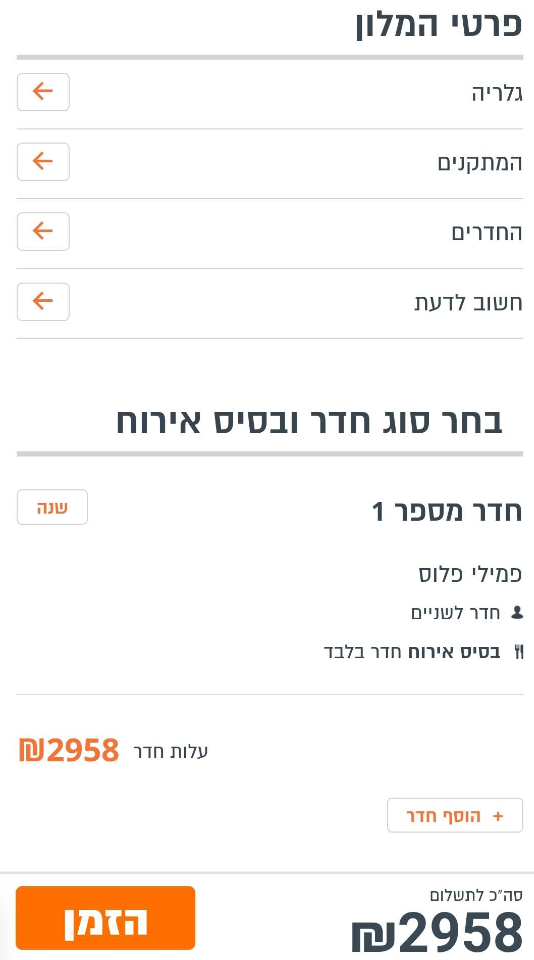 פרטי המלון
גלריה
המתקנים
החדרים
חשוב לדעת
בחר סוג חדר ובסיס אירוח
חדר מספר 1
שנה
פמילי פלוס
חדר לשניים
בסיס אירוח חדר בלבד
עלות חדר ₪2958
+ הוסף חדר
סה"כ לתשלום
₪2958
הזמן